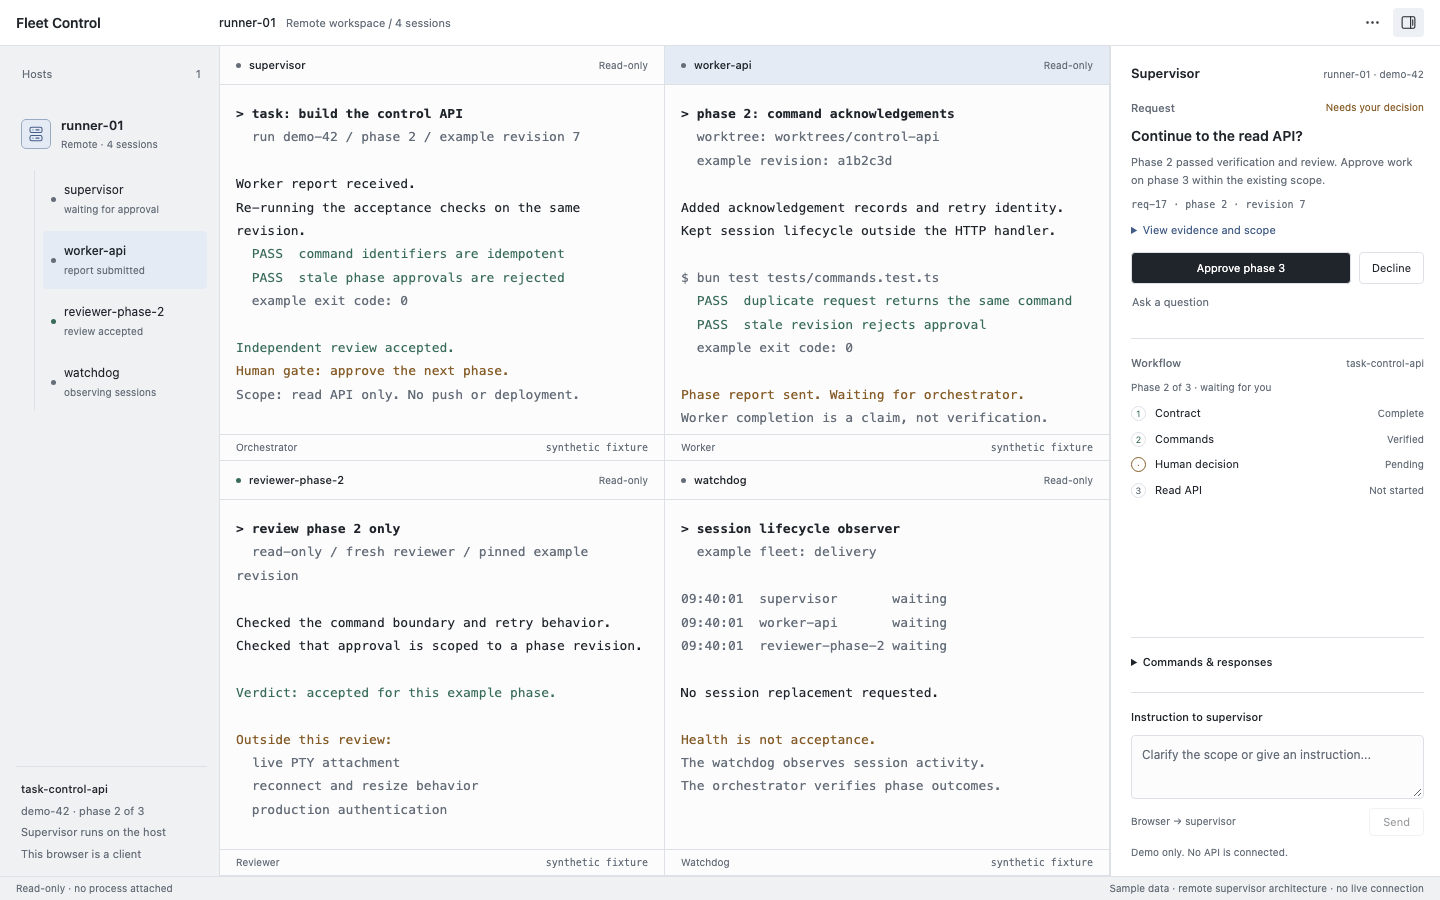 Fleet Control
runner-01 Remote workspace / 4 sessions
Hosts 1
runner-01
Remote · 4 sessions
supervisor
waiting for approval
worker-api
report submitted
reviewer-phase-2
review accepted
watchdog
observing sessions
task-control-api
demo-42 · phase 2 of 3
Supervisor runs on the host
This browser is a client
supervisor Read-only
> task: build the control API
run demo-42 / phase 2 / example revision 7
Worker report received.
Re-running the acceptance checks on the same
revision.
PASS command identifiers are idempotent
PASS stale phase approvals are rejected
example exit code: 0
Independent review accepted.
Human gate: approve the next phase.
Scope: read API only. No push or deployment.
Orchestrator synthetic fixture
worker-api Read-only
> phase 2: command acknowledgements
worktree: worktrees/control-api
example revision: a1b2c3d
Added acknowledgement records and retry identity.
Kept session lifecycle outside the HTTP handler.
$ bun test tests/commands.test.ts
PASS duplicate request returns the same command
PASS stale revision rejects approval
example exit code: 0
Phase report sent. Waiting for orchestrator.
Worker completion is a claim, not verification.
Worker synthetic fixture
reviewer-phase-2 Read-only
> review phase 2 only
read-only / fresh reviewer / pinned example
revision
Checked the command boundary and retry behavior.
Checked that approval is scoped to a phase revision.
Verdict: accepted for this example phase.
Outside this review:
live PTY attachment
reconnect and resize behavior
production authentication
Reviewer synthetic fixture
watchdog Read-only
> session lifecycle observer
example fleet: delivery
09:40:01 supervisor waiting
09:40:01 worker-api waiting
09:40:01 reviewer-phase-2 waiting
No session replacement requested.
Health is not acceptance.
The watchdog observes session activity.
The orchestrator verifies phase outcomes.
Watchdog synthetic fixture
Supervisor runner-01 · demo-42
Request Needs your decision
Continue to the read API?
Phase 2 passed verification and review. Approve work
on phase 3 within the existing scope.
req-17 · phase 2 · revision 7
View evidence and scope
Approve phase 3 Decline
Ask a question
Workflow task-control-api
Phase 2 of 3 · waiting for you
1 Contract Complete
2 Commands Verified
· Human decision Pending
3 Read API Not started
Commands & responses
Instruction to supervisor
Clarify the scope or give an instruction...
Browser → supervisor Send
Demo only. No API is connected.
Read-only · no process attached
Sample data · remote supervisor architecture · no live connection